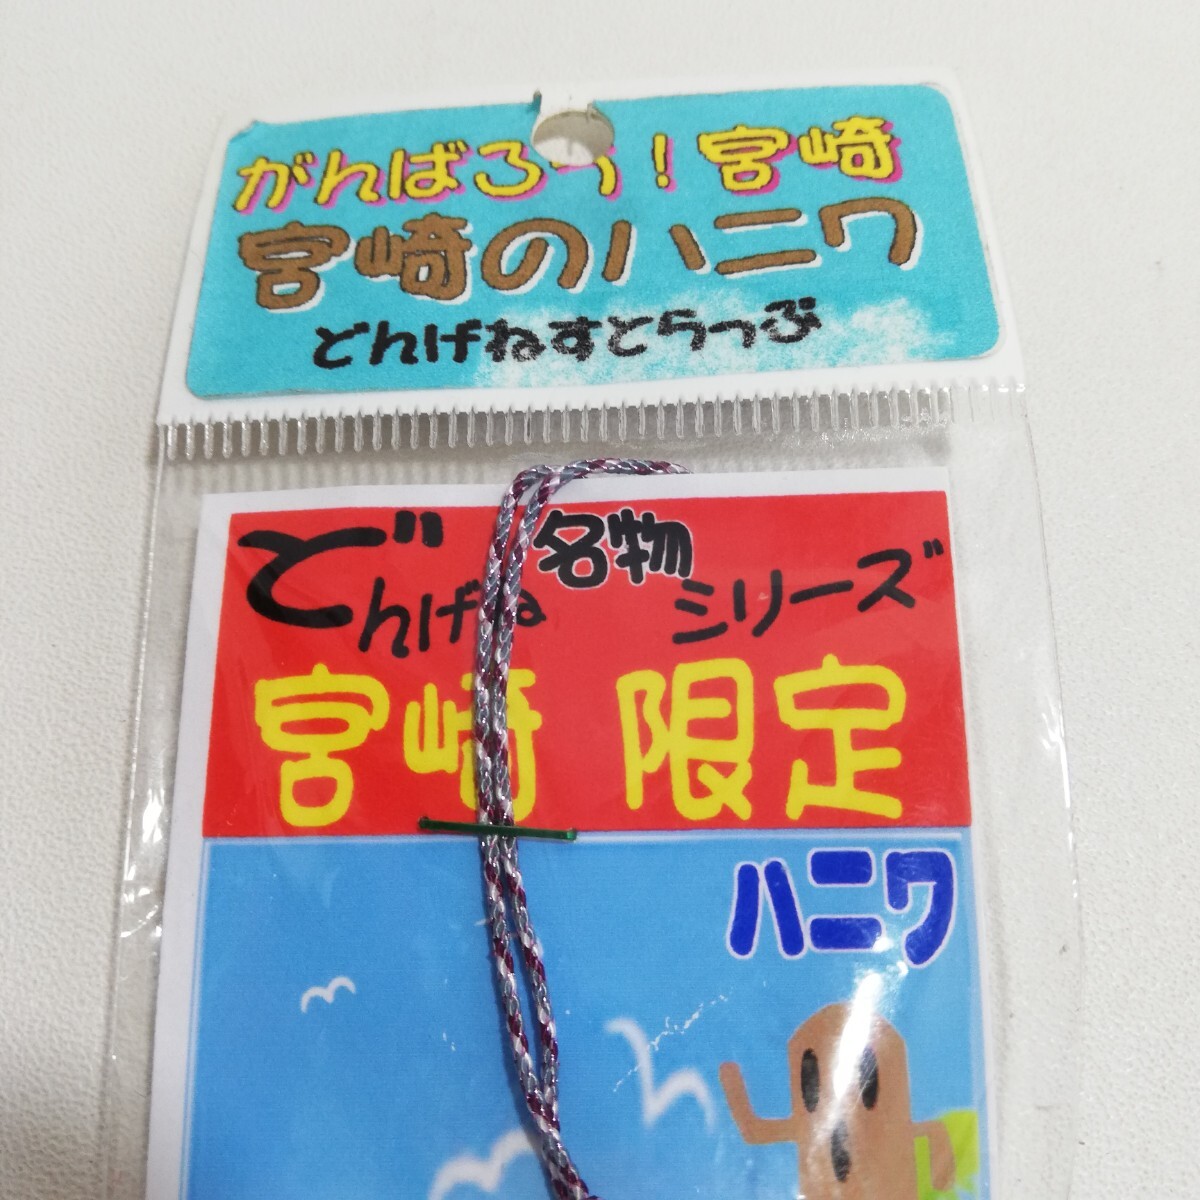 がんばろう！宮崎
宮崎のハニワ
どんげねすとらっぷ
どんげね名物シリーズ
宮崎限定
ハニワ